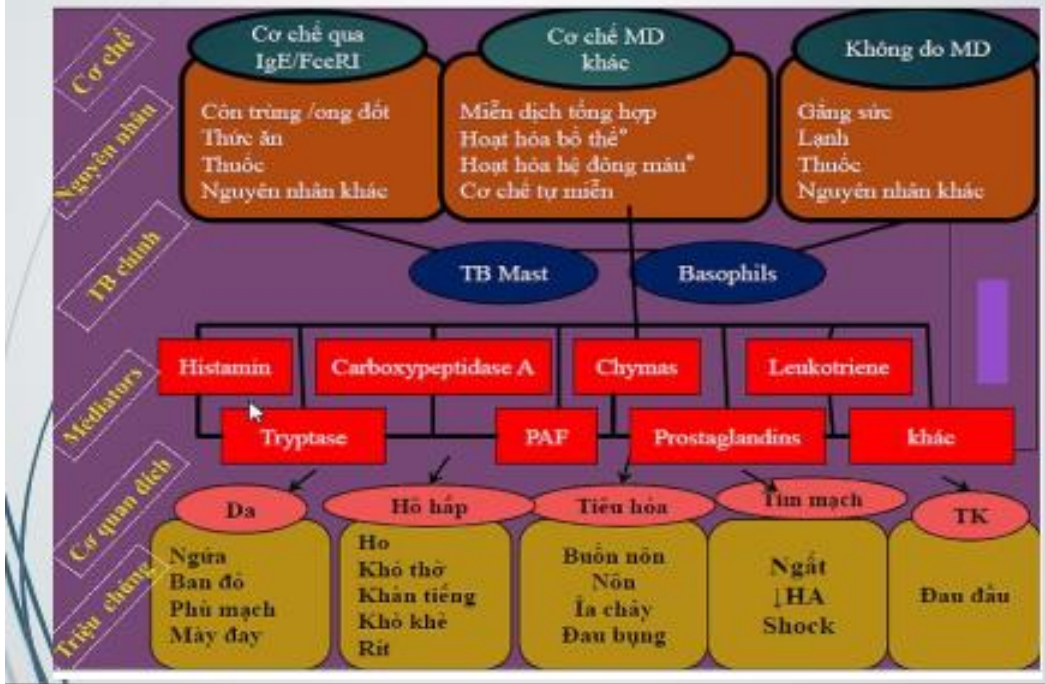 Cơ chế
Cơ chế qua
IgE/FceRI
Cơ chế MD
khác
Không do MD
Nguyên nhân
Côn trùng /ong đốt
Thức ăn
Thuốc
Nguyên nhân khác
Miễn dịch tổng hợp
Hoạt hóa bổ thể*
Hoạt hóa hệ đông máu*
Cơ chế tự miễn
Gắng sức
Lạnh
Thuốc
Nguyên nhân khác
TB chính
TB Mast
Basophils
Médiators
Histamin
Carboxypeptidase A
Chymas
Leukotriene
Tryptase
PAF
Prostaglandins
khác
Cơ quan đích
Da
Hô hấp
Tiêu hóa
Tim mạch
TK
Triệu chứng
Ngứa
Ban đỏ
Phù mạch
Mày đay
Ho
Khó thở
Khàn tiếng
Khò khè
Rít
Buồn nôn
Nôn
Ỉa chảy
Đau bụng
Ngất
↓HA
Shock
Đau đầu